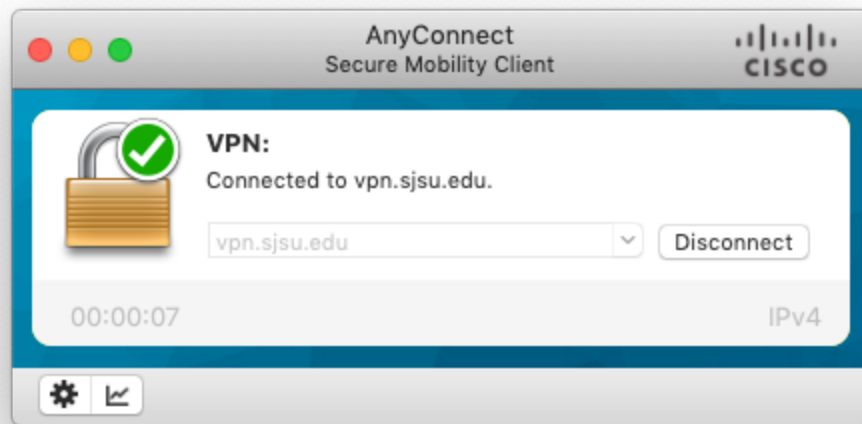 AnyConnect
Secure Mobility Client
CISCO
VPN:
Connected to vpn.sjsu.edu.
vpn.sjsu.edu
Disconnect
00:00:07
IPv4